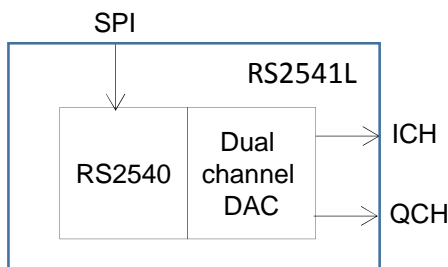 SPI
RS2541L
RS2540
Dual
channel
DAC
ICH
QCH